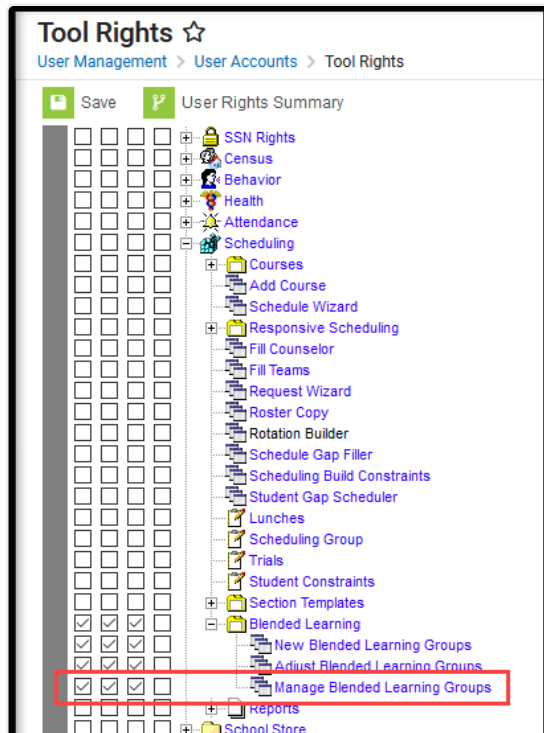 Tool Rights
User Management > User Accounts > Tool Rights
Save User Rights Summary
SSN Rights
Census
Behavior
Health
Attendance
Scheduling
Courses
Add Course
Schedule Wizard
Responsive Scheduling
Fill Counselor
Fill Teams
Request Wizard
Roster Copy
Rotation Builder
Schedule Gap Filler
Scheduling Build Constraints
Student Gap Scheduler
Lunches
Scheduling Group
Trials
Student Constraints
Section Templates
Blended Learning
New Blended Learning Groups
Adjust Blended Learning Groups
Manage Blended Learning Groups
Reports
School Store